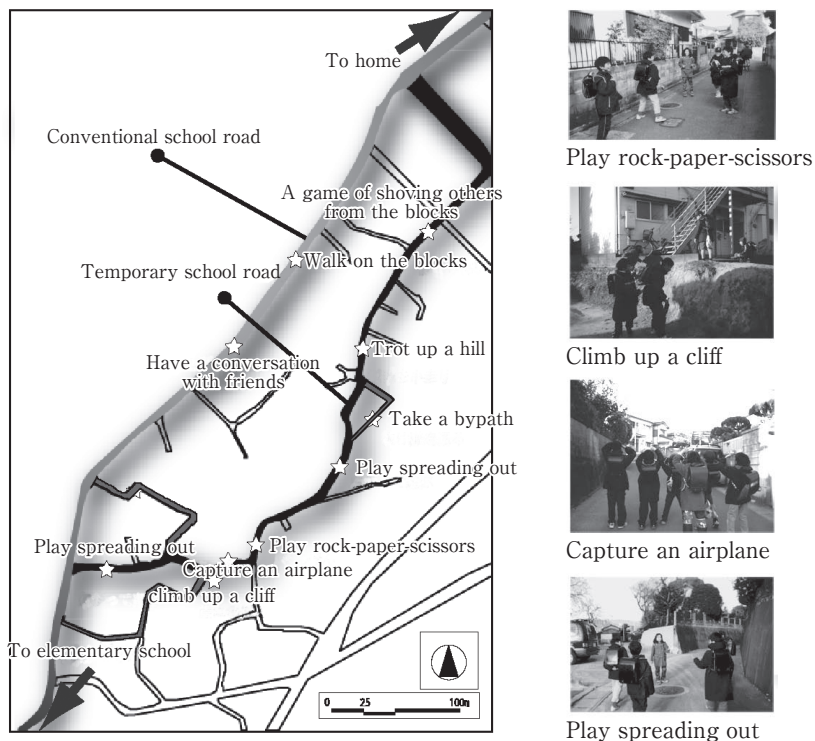 To home
Conventional school road
A game of shoving others
from the blocks
Walk on the blocks
Temporary school road
Trot up a hill
Have a conversation
with friends
Take a bypath
Play spreading out
Play rock-paper-scissors
Play spreading out
Capture an airplane
climb up a cliff
To elementary school
0 25 100m
Play rock-paper-scissors
Climb up a cliff
Capture an airplane
Play spreading out